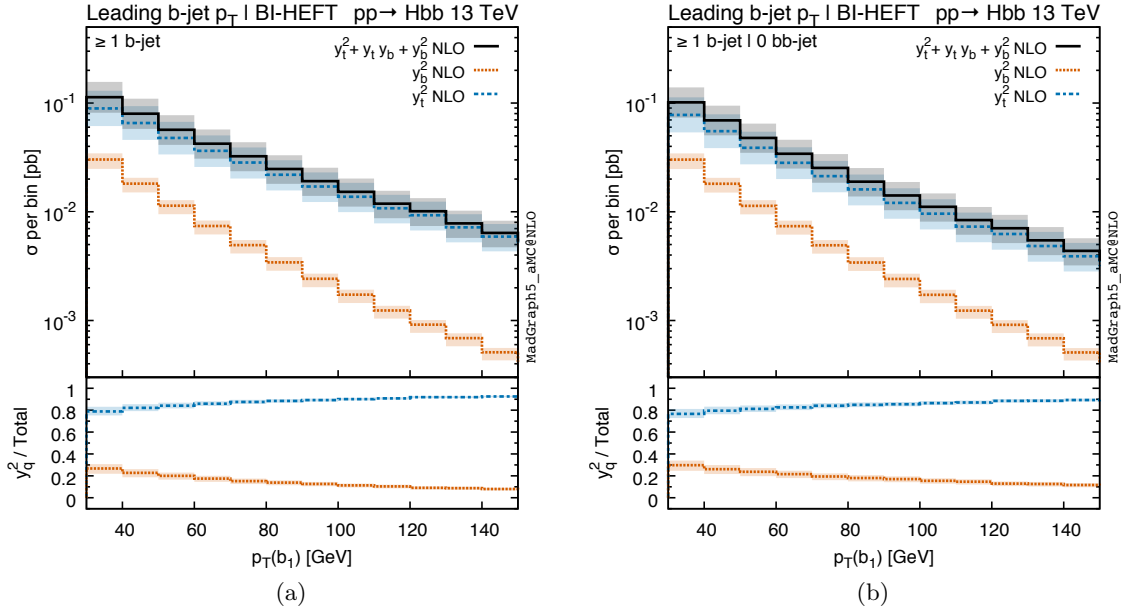 Leading b-jet p_T | BI-HEFT pp→ Hbb 13 TeV
≥ 1 b-jet
y_t^2+ y_t y_b + y_b^2 NLO
y_b^2 NLO
y_t^2 NLO
10^-1
10^-2
10^-3
σ per bin [pb]
MadGraph5_aMC@NLO
1
0.8
0.6
0.4
0.2
0
y_q^2 / Total
40 60 80 100 120 140
p_T(b_1) [GeV]
(a)
Leading b-jet p_T | BI-HEFT pp→ Hbb 13 TeV
≥ 1 b-jet | 0 bb-jet
y_t^2+ y_t y_b + y_b^2 NLO
y_b^2 NLO
y_t^2 NLO
10^-1
10^-2
10^-3
σ per bin [pb]
MadGraph5_aMC@NLO
1
0.8
0.6
0.4
0.2
0
y_q^2 / Total
40 60 80 100 120 140
p_T(b_1) [GeV]
(b)